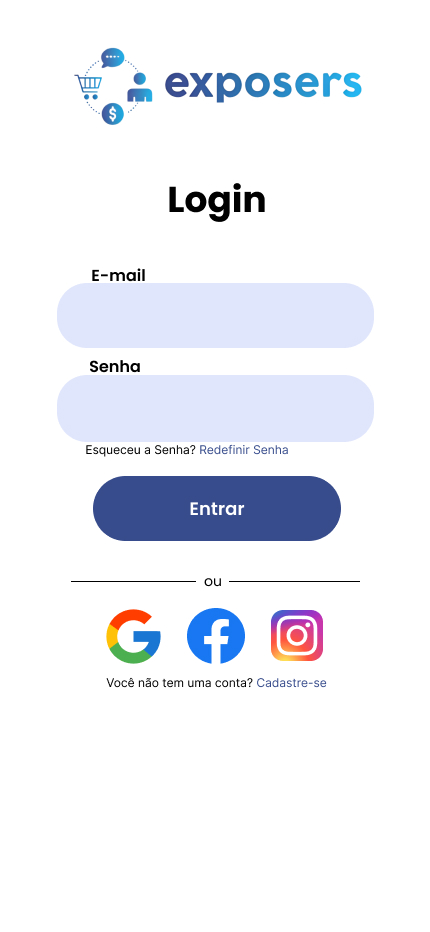 exposers
Login
E-mail
Senha
Esqueceu a Senha? Redefinir Senha
Entrar
ou
Você não tem uma conta? Cadastre-se